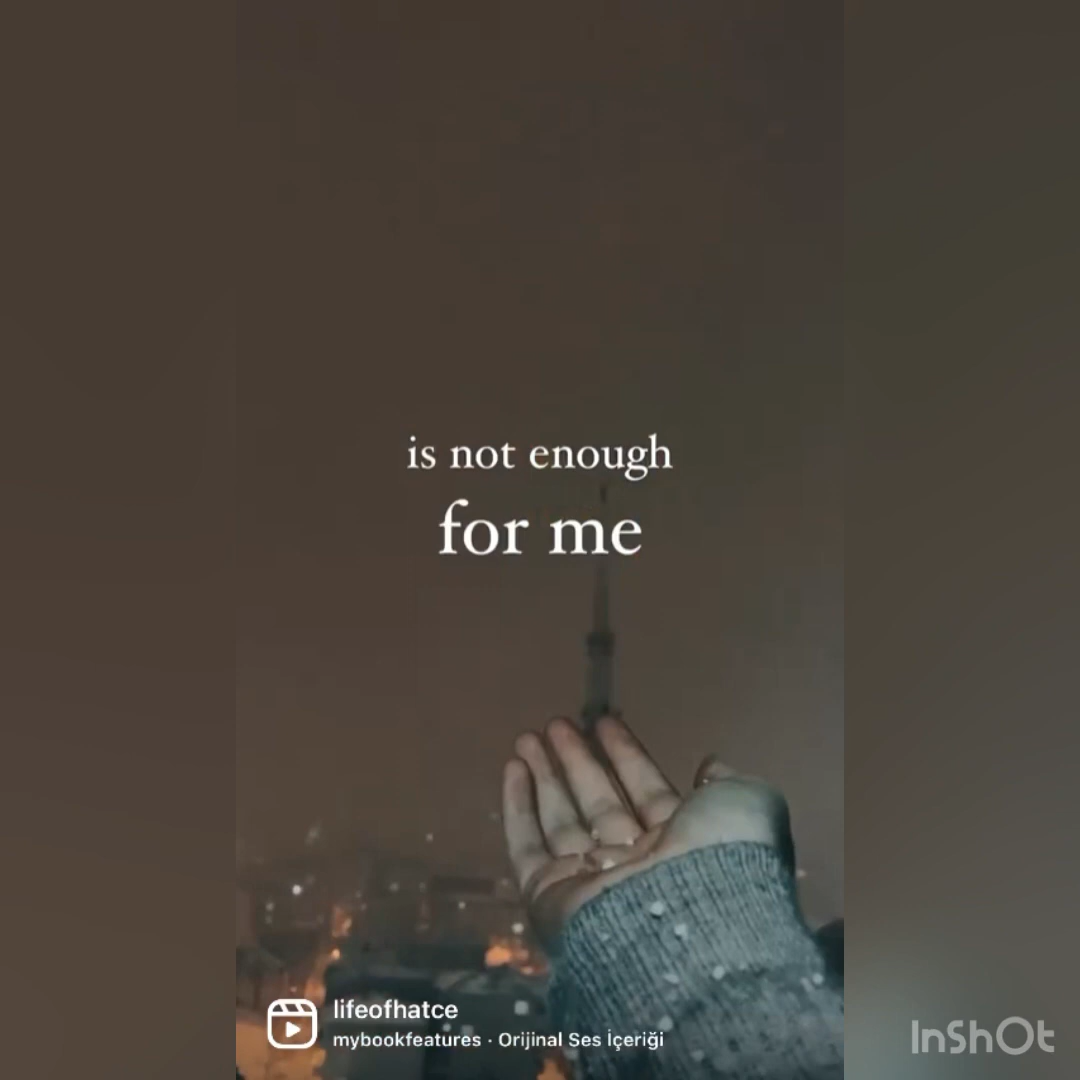 is not enough
for me
lifeofhatce
mybookfeatures · Orijinal Ses İçeriği
InShOt